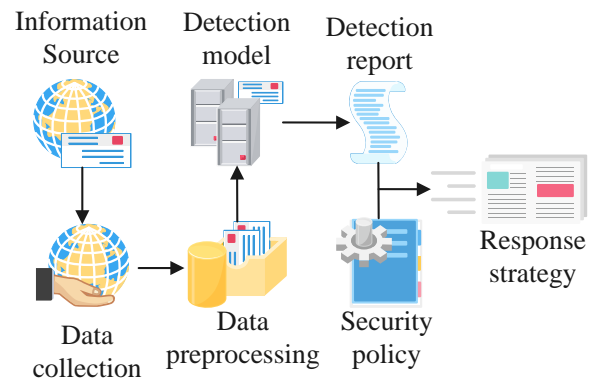 Information
Source
Detection
model
Detection
report
Response
strategy
Data
collection
Data
preprocessing
Security
policy